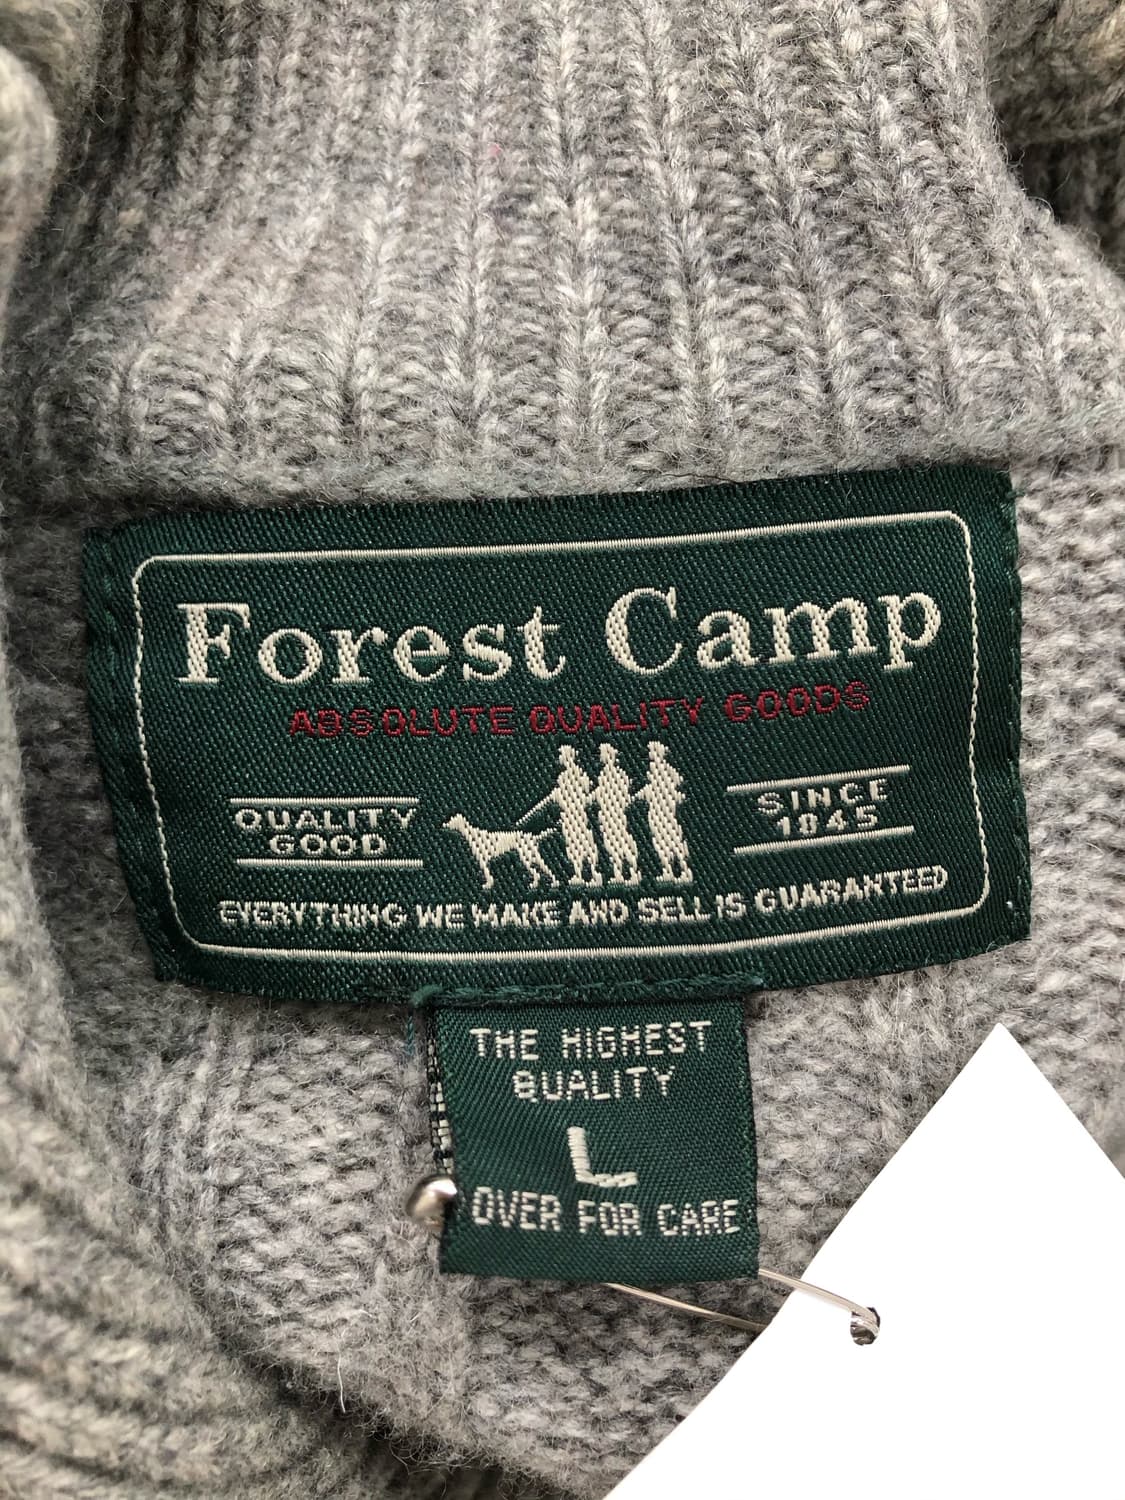 Forest Camp
ABSOLUTE QUALITY GOODS
QUALITY
GOOD
SINCE
1845
EVERYTHING WE MAKE AND SELL IS GUARANTEED
THE HIGHEST
QUALITY
L
OVER FOR CARE